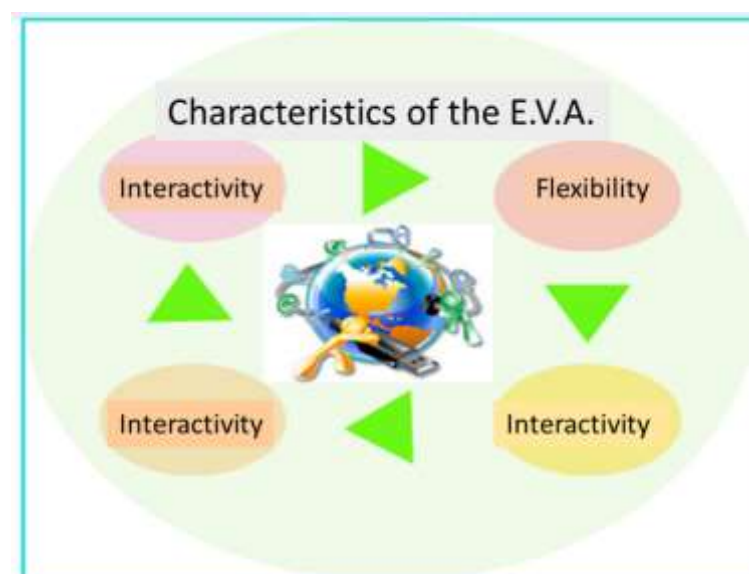 Characteristics of the E.V.A.
Interactivity
Flexibility
Interactivity
Interactivity